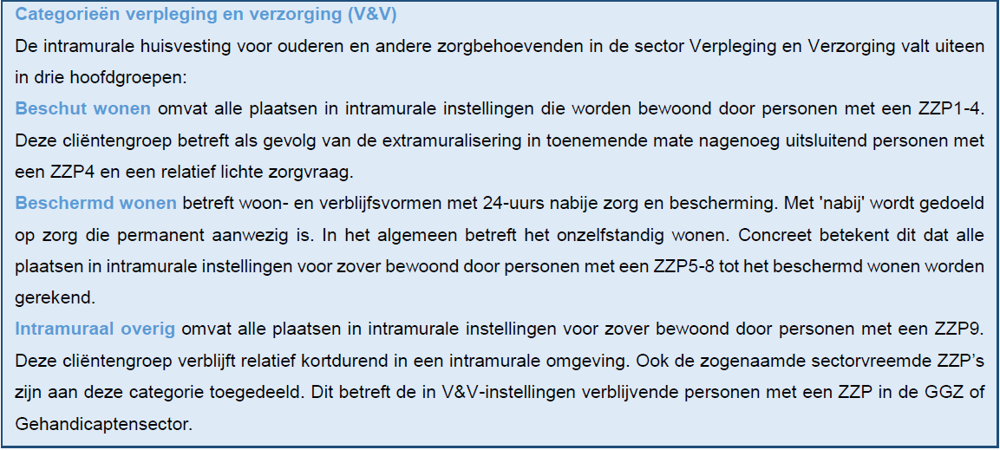 Categorieën verpleging en verzorging (V&V)
De intramurale huisvesting voor ouderen en andere zorgbehoevenden in de sector Verpleging en Verzorging valt uiteen
in drie hoofdgroepen:
Beschut wonen omvat alle plaatsen in intramurale instellingen die worden bewoond door personen met een ZZP1-4.
Deze cliëntengroep betreft als gevolg van de extramuralisering in toenemende mate nagenoeg uitsluitend personen met
een ZZP4 en een relatief lichte zorgvraag.
Beschermd wonen betreft woon- en verblijfsvormen met 24-uurs nabije zorg en bescherming. Met 'nabij' wordt gedoeld
op zorg die permanent aanwezig is. In het algemeen betreft het onzelfstandig wonen. Concreet betekent dit dat alle
plaatsen in intramurale instellingen voor zover bewoond door personen met een ZZP5-8 tot het beschermd wonen worden
gerekend.
Intramuraal overig omvat alle plaatsen in intramurale instellingen voor zover bewoond door personen met een ZZP9.
Deze cliëntengroep verblijft relatief kortdurend in een intramurale omgeving. Ook de zogenaamde sectorvreemde ZZP’s
zijn aan deze categorie toegedeeld. Dit betreft de in V&V-instellingen verblijvende personen met een ZZP in de GGZ of
Gehandicaptensector.